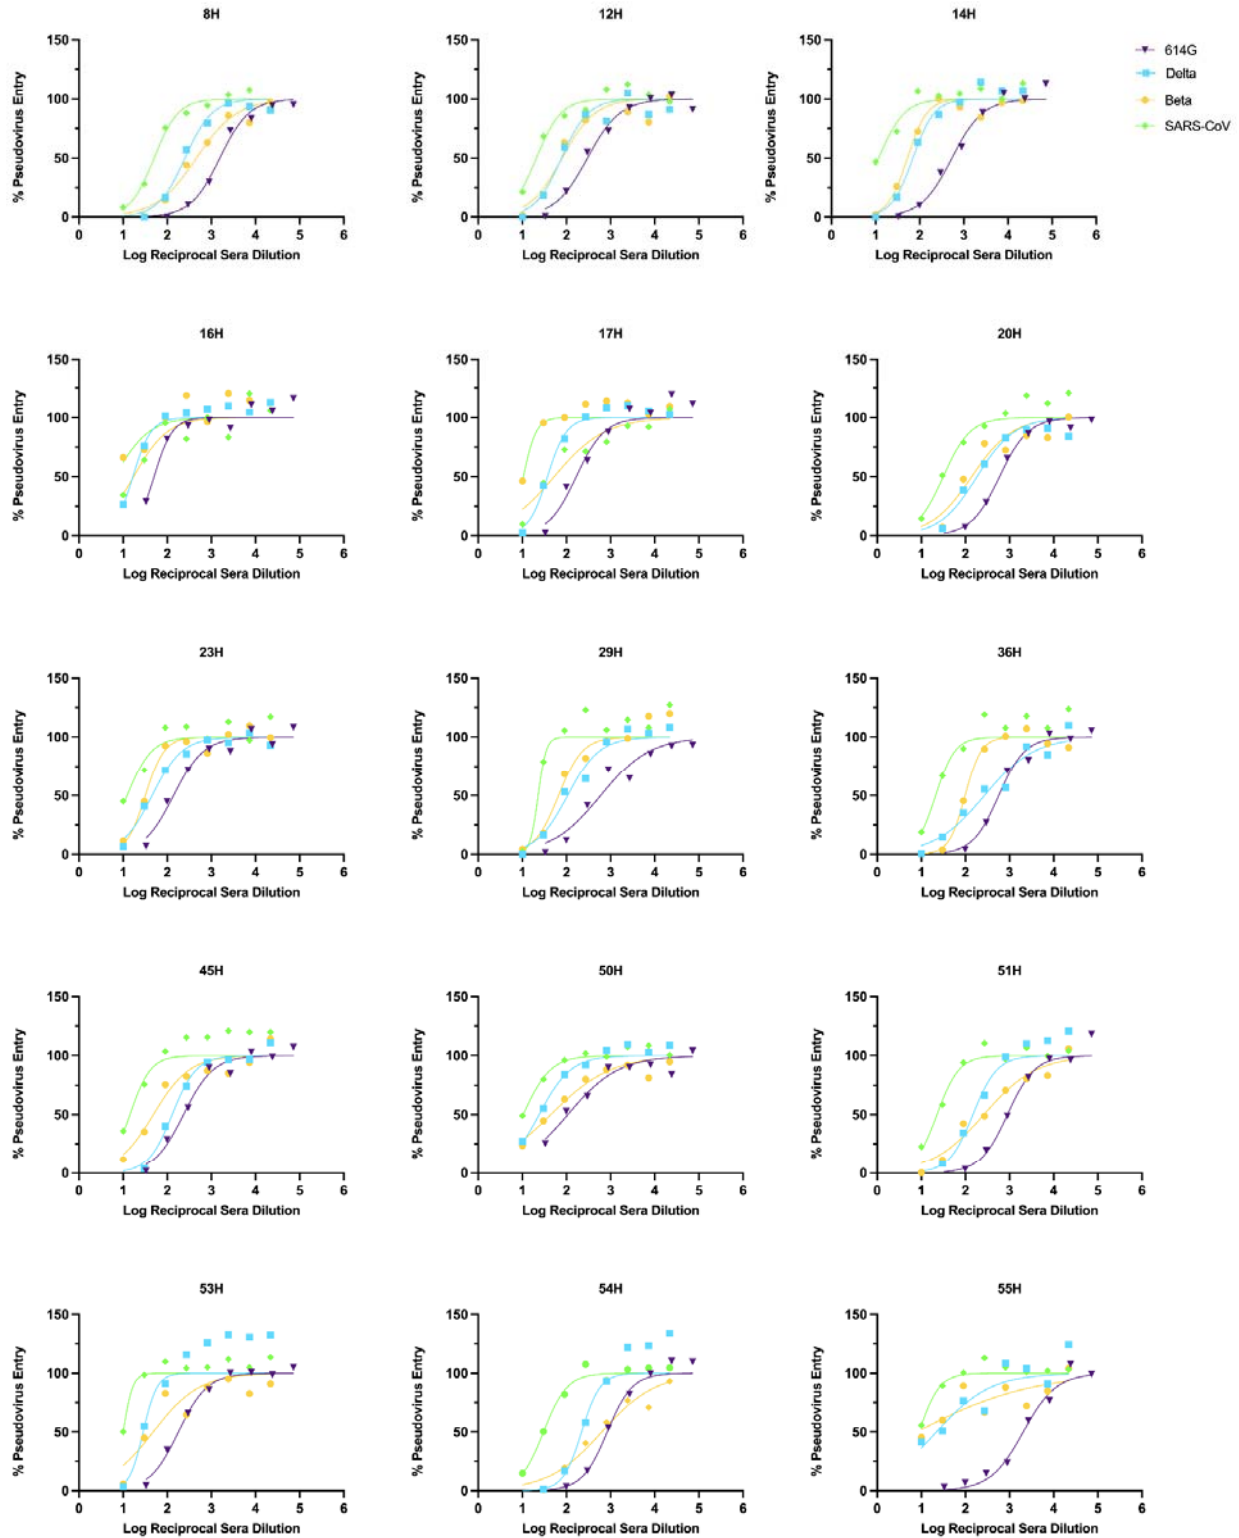 8H
12H
14H
614G
Delta
Beta
SARS-CoV
% Pseudovirus Entry
150
100
50
0
0 1 2 3 4 5 6
Log Reciprocal Sera Dilution
% Pseudovirus Entry
150
100
50
0
0 1 2 3 4 5 6
Log Reciprocal Sera Dilution
% Pseudovirus Entry
150
100
50
0
0 1 2 3 4 5 6
Log Reciprocal Sera Dilution
16H
17H
20H
% Pseudovirus Entry
150
100
50
0
0 1 2 3 4 5 6
Log Reciprocal Sera Dilution
% Pseudovirus Entry
150
100
50
0
0 1 2 3 4 5 6
Log Reciprocal Sera Dilution
% Pseudovirus Entry
150
100
50
0
0 1 2 3 4 5 6
Log Reciprocal Sera Dilution
23H
29H
36H
% Pseudovirus Entry
150
100
50
0
0 1 2 3 4 5 6
Log Reciprocal Sera Dilution
% Pseudovirus Entry
150
100
50
0
0 1 2 3 4 5 6
Log Reciprocal Sera Dilution
% Pseudovirus Entry
150
100
50
0
0 1 2 3 4 5 6
Log Reciprocal Sera Dilution
45H
50H
51H
% Pseudovirus Entry
150
100
50
0
0 1 2 3 4 5 6
Log Reciprocal Sera Dilution
% Pseudovirus Entry
150
100
50
0
0 1 2 3 4 5 6
Log Reciprocal Sera Dilution
% Pseudovirus Entry
150
100
50
0
0 1 2 3 4 5 6
Log Reciprocal Sera Dilution
53H
54H
55H
% Pseudovirus Entry
150
100
50
0
0 1 2 3 4 5 6
Log Reciprocal Sera Dilution
% Pseudovirus Entry
150
100
50
0
0 1 2 3 4 5 6
Log Reciprocal Sera Dilution
% Pseudovirus Entry
150
100
50
0
0 1 2 3 4 5 6
Log Reciprocal Sera Dilution